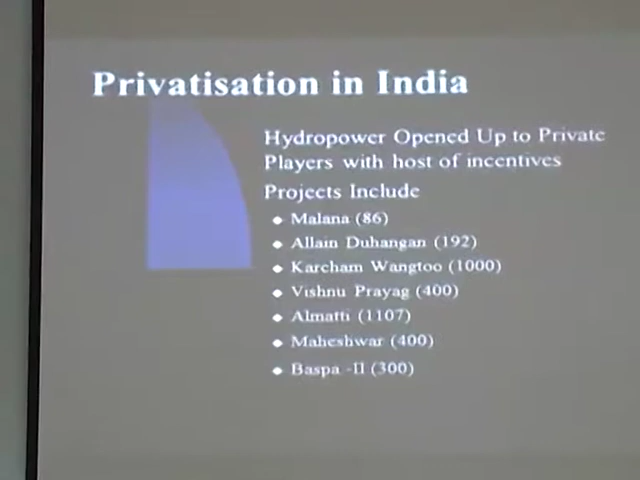 Privatisation in India
Hydropower Opened Up to Private
Players with host of incentives
Projects Include
◆ Malana (86)
◆ Allain Duhangan (192)
◆ Karcham Wangtoo (1000)
◆ Vishnu Prayag (400)
◆ Almatti (1107)
◆ Maheshwar (400)
◆ Baspa -II (300)